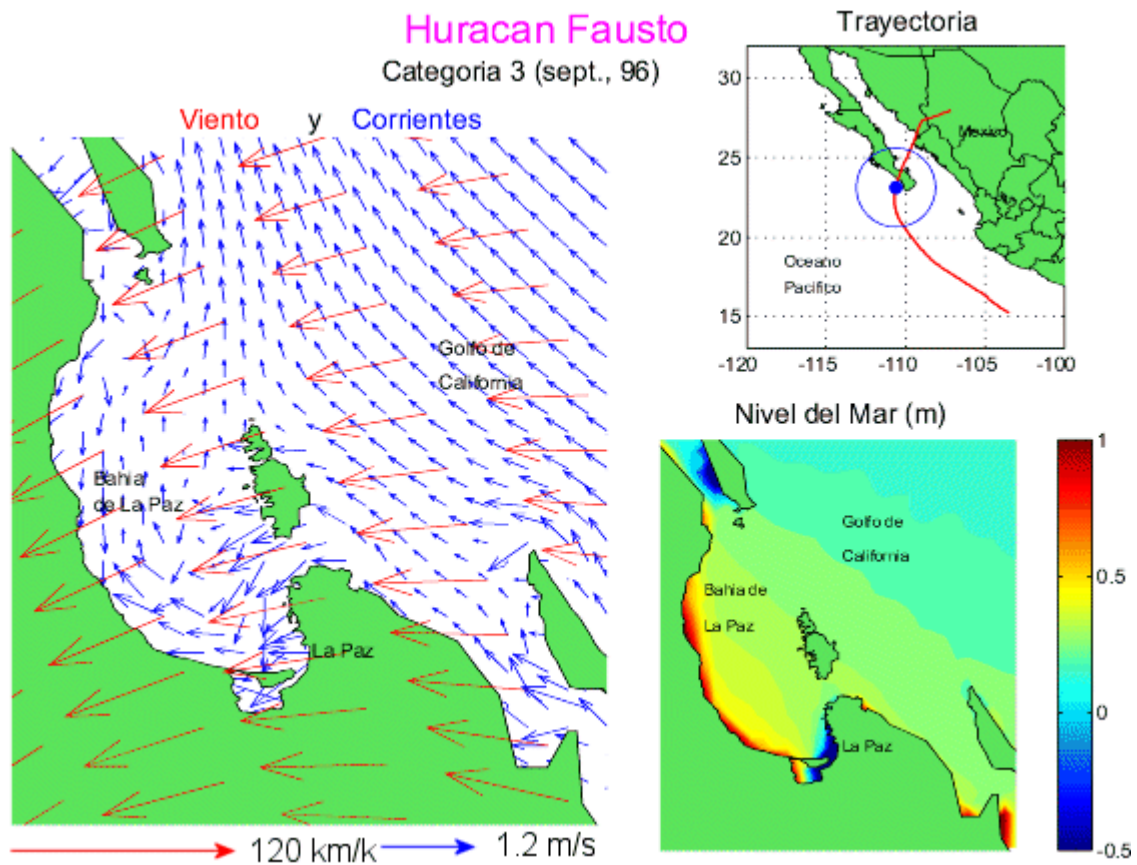 Huracan Fausto
Categoria 3 (sept., 96)
Viento y Corrientes
Golfo de
California
Bahia
de La Paz
La Paz
120 km/k
1.2 m/s
Trayectoria
30
25
20
15
-120 -115 -110 -105 -100
Mexico
Oceano
Pacifico
Nivel del Mar (m)
Golfo de
California
Bahia de
La Paz
La Paz
1
0.5
0
-0.5